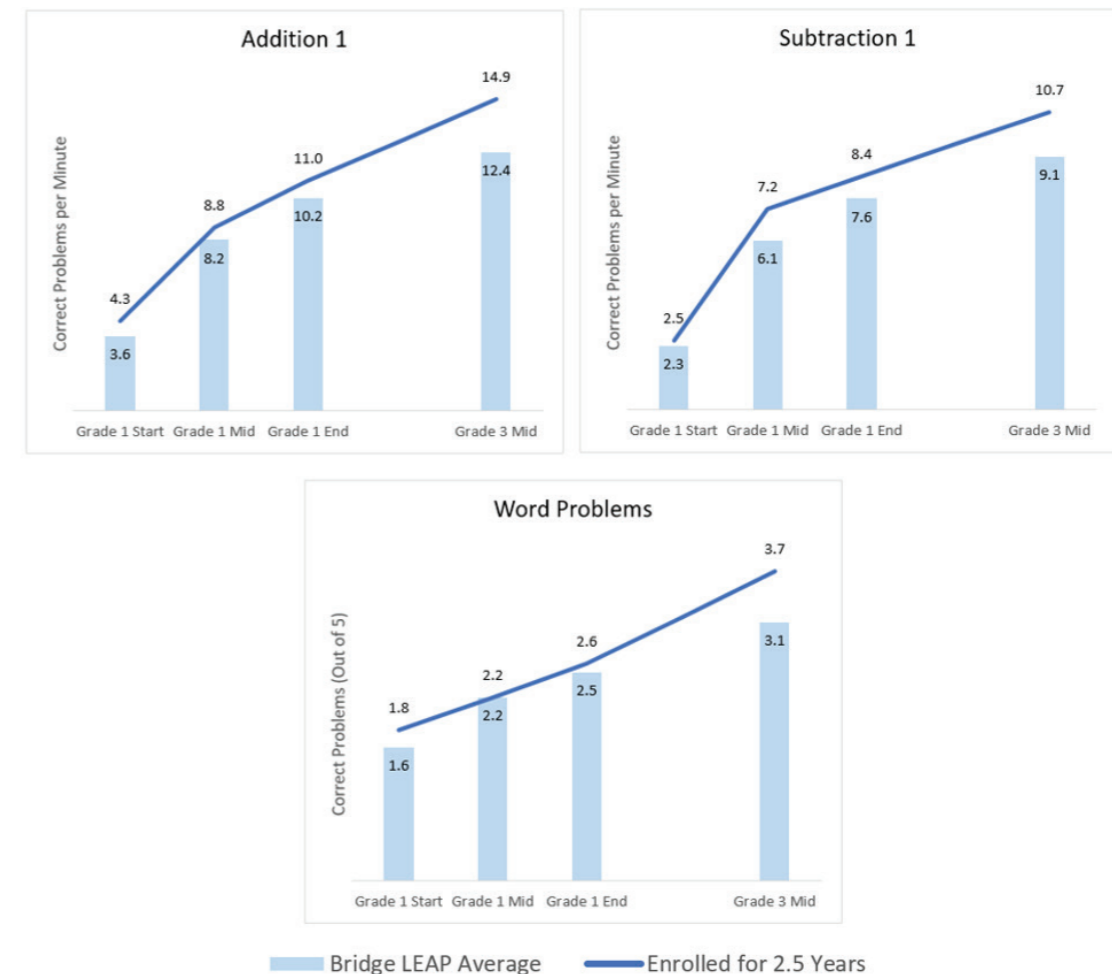 Addition 1
Correct Problems per Minute
14.9
12.4
11.0
10.2
8.8
8.2
4.3
3.6
Grade 1 Start Grade 1 Mid Grade 1 End Grade 3 Mid
Subtraction 1
Correct Problems per Minute
10.7
9.1
8.4
7.6
7.2
6.1
2.5
2.3
Grade 1 Start Grade 1 Mid Grade 1 End Grade 3 Mid
Word Problems
Correct Problems (Out of 5)
3.7
3.1
2.6
2.5
2.2
2.2
1.8
1.6
Grade 1 Start Grade 1 Mid Grade 1 End Grade 3 Mid
Bridge LEAP Average Enrolled for 2.5 Years